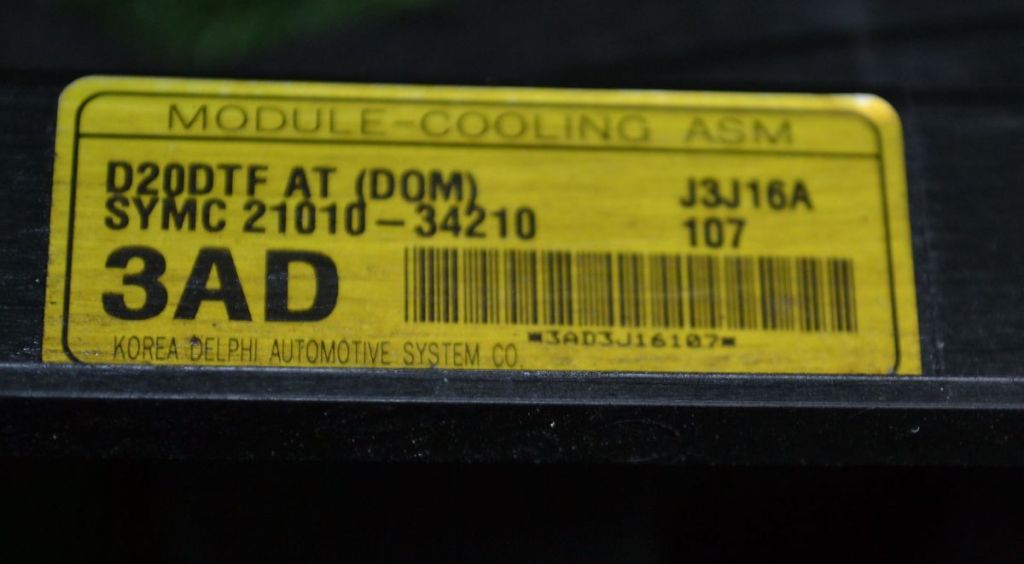 MODULE-COOLING ASM
D20DTF AT (DOM) J3J16A
SYMC 21010-34210 107
3AD
*3AD3J16107*
KOREA DELPHI AUTOMOTIVE SYSTEM CO.